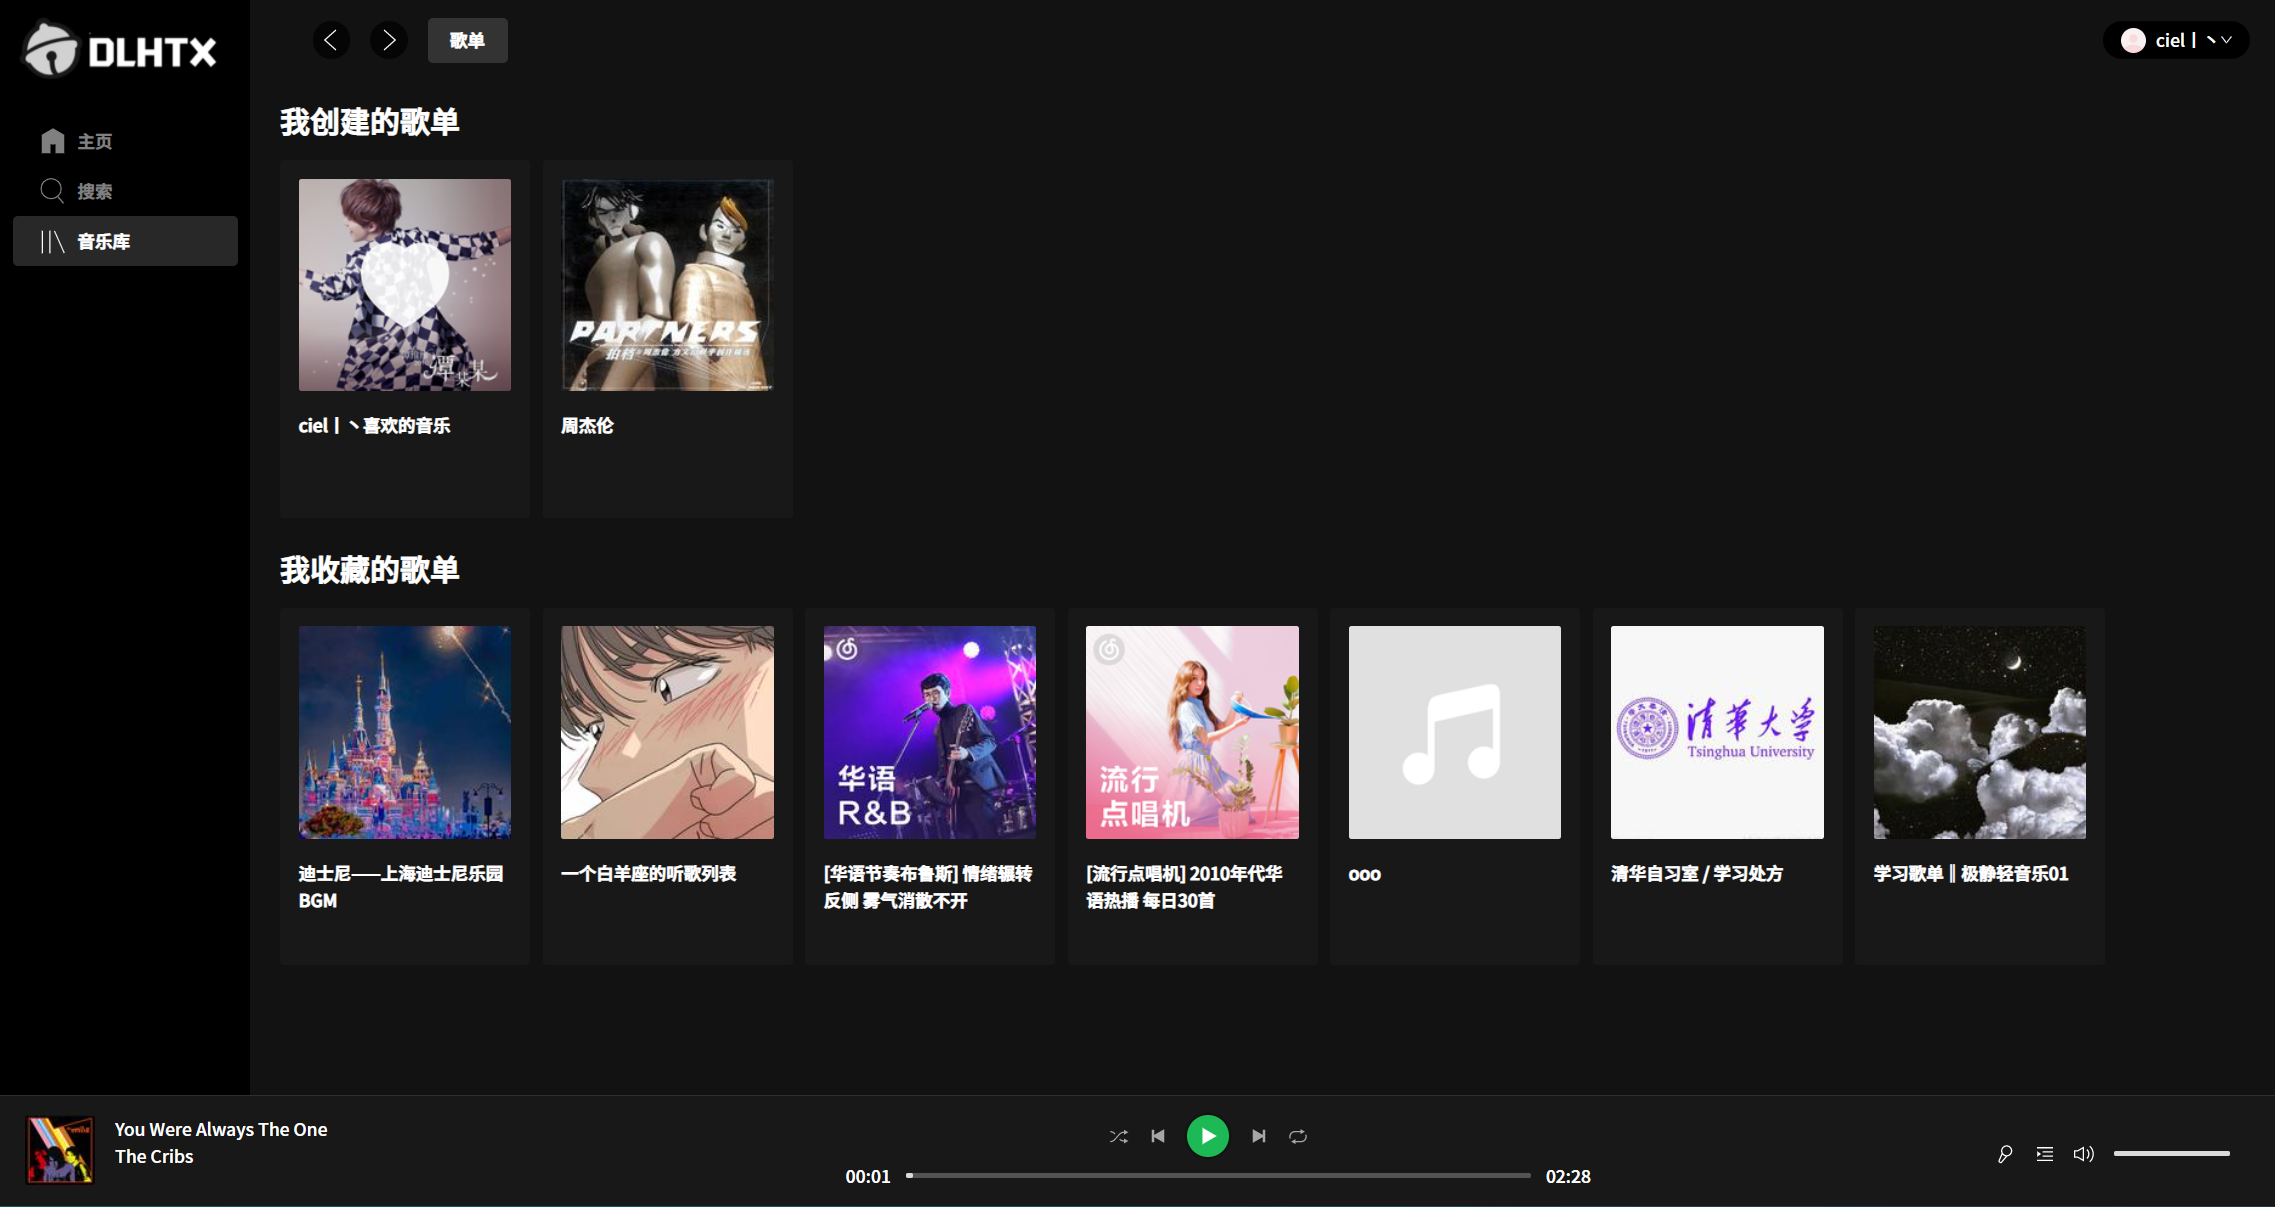 DLHTX
歌单
ciel丨丶
主页
搜索
音乐库
我创建的歌单
潭某某
PARTNERS
拍档
ciel丨丶喜欢的音乐
周杰伦
我收藏的歌单
华语
R&B
流行
点唱机
清華大学
Tsinghua University
迪士尼——上海迪士尼乐园
BGM
一个白羊座的听歌列表
[华语节奏布鲁斯] 情绪辗转
反侧 雾气消散不开
[流行点唱机] 2010年代华
语热播 每日30首
ooo
清华自习室 / 学习处方
学习歌单 ‖ 极静轻音乐01
You Were Always The One
The Cribs
00:01
02:28